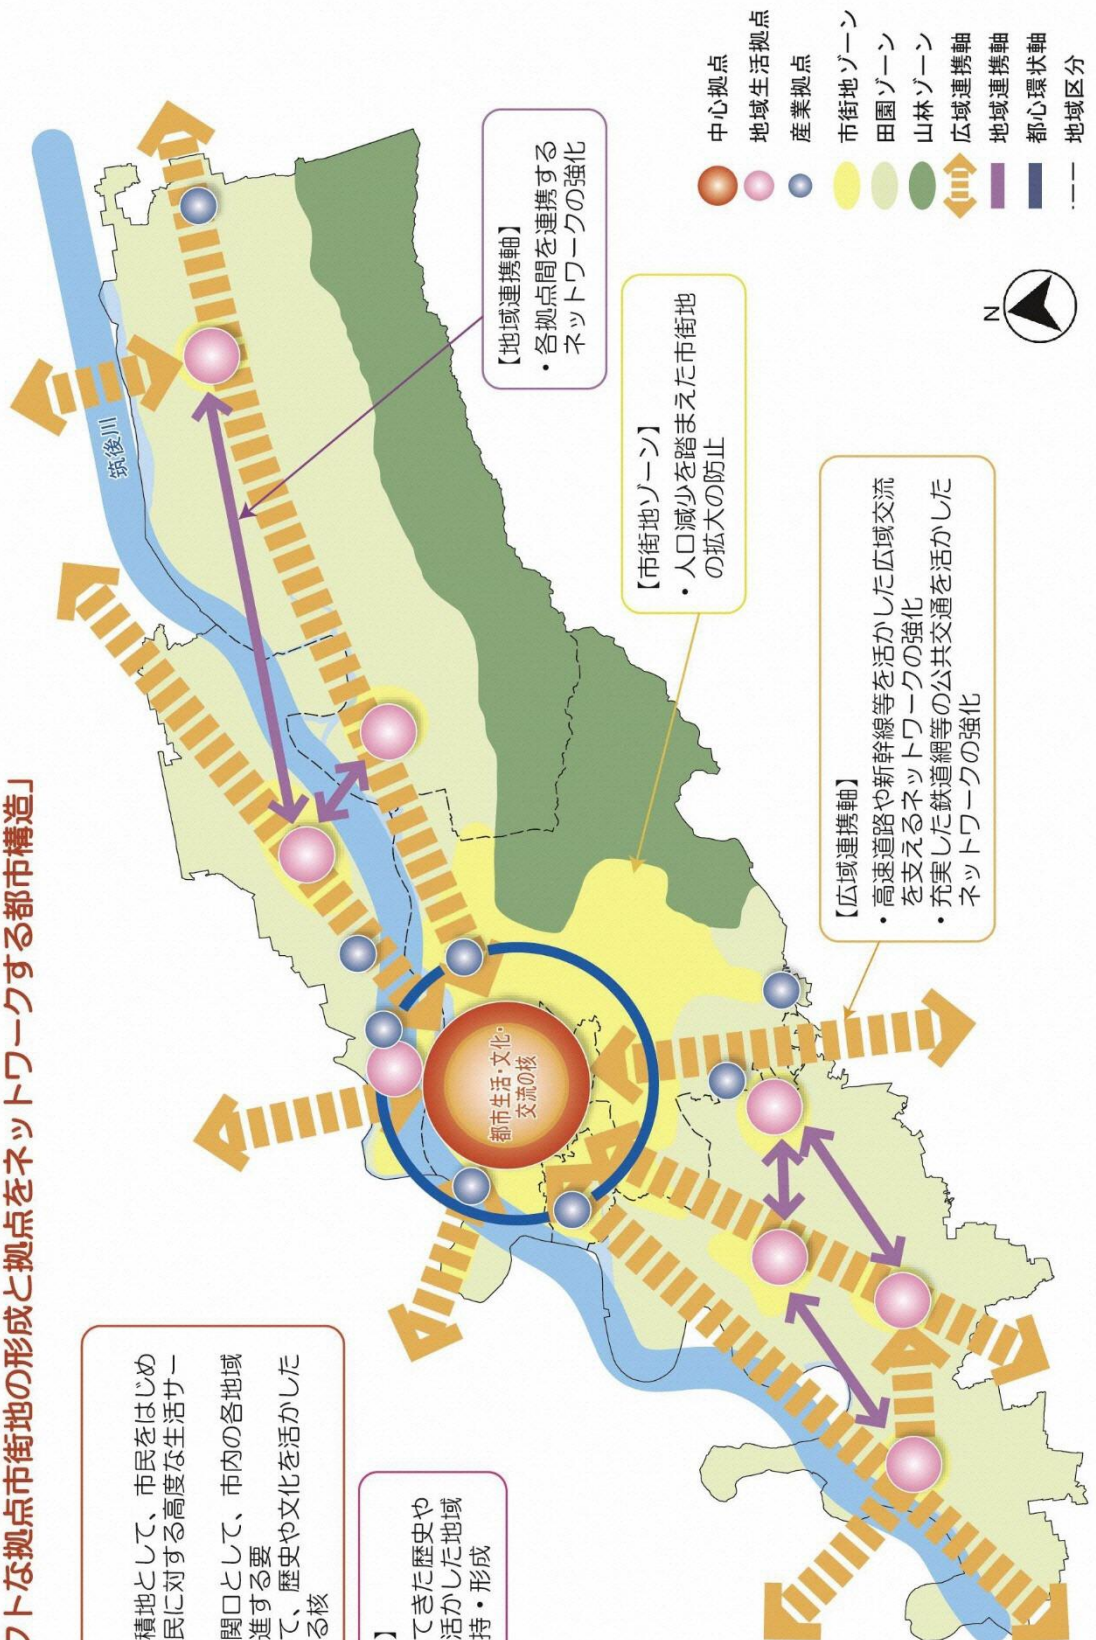 フトな拠点市街地の形成と拠点をネットワークする都市構造」
積地として、市民をはじめ
民に対する高度な生活サー
関口として、市内の各地域
進する要
て、歴史や文化を活かした
る核
】
てきた歴史や
活かした地域
持・形成
筑後川
都市生活・文化・
交流の核
【地域連携軸】
・各拠点間を連携する
ネットワークの強化
【市街地ゾーン】
・人口減少を踏まえた市街地
の拡大の防止
【広域連携軸】
・高速道路や新幹線等を活かした広域交流
を支えるネットワークの強化
・充実した鉄道網等の公共交通を活かした
ネットワークの強化
N
中心拠点
地域生活拠点
産業拠点
市街地ゾーン
田園ゾーン
山林ゾーン
広域連携軸
地域連携軸
都心環状軸
地域区分